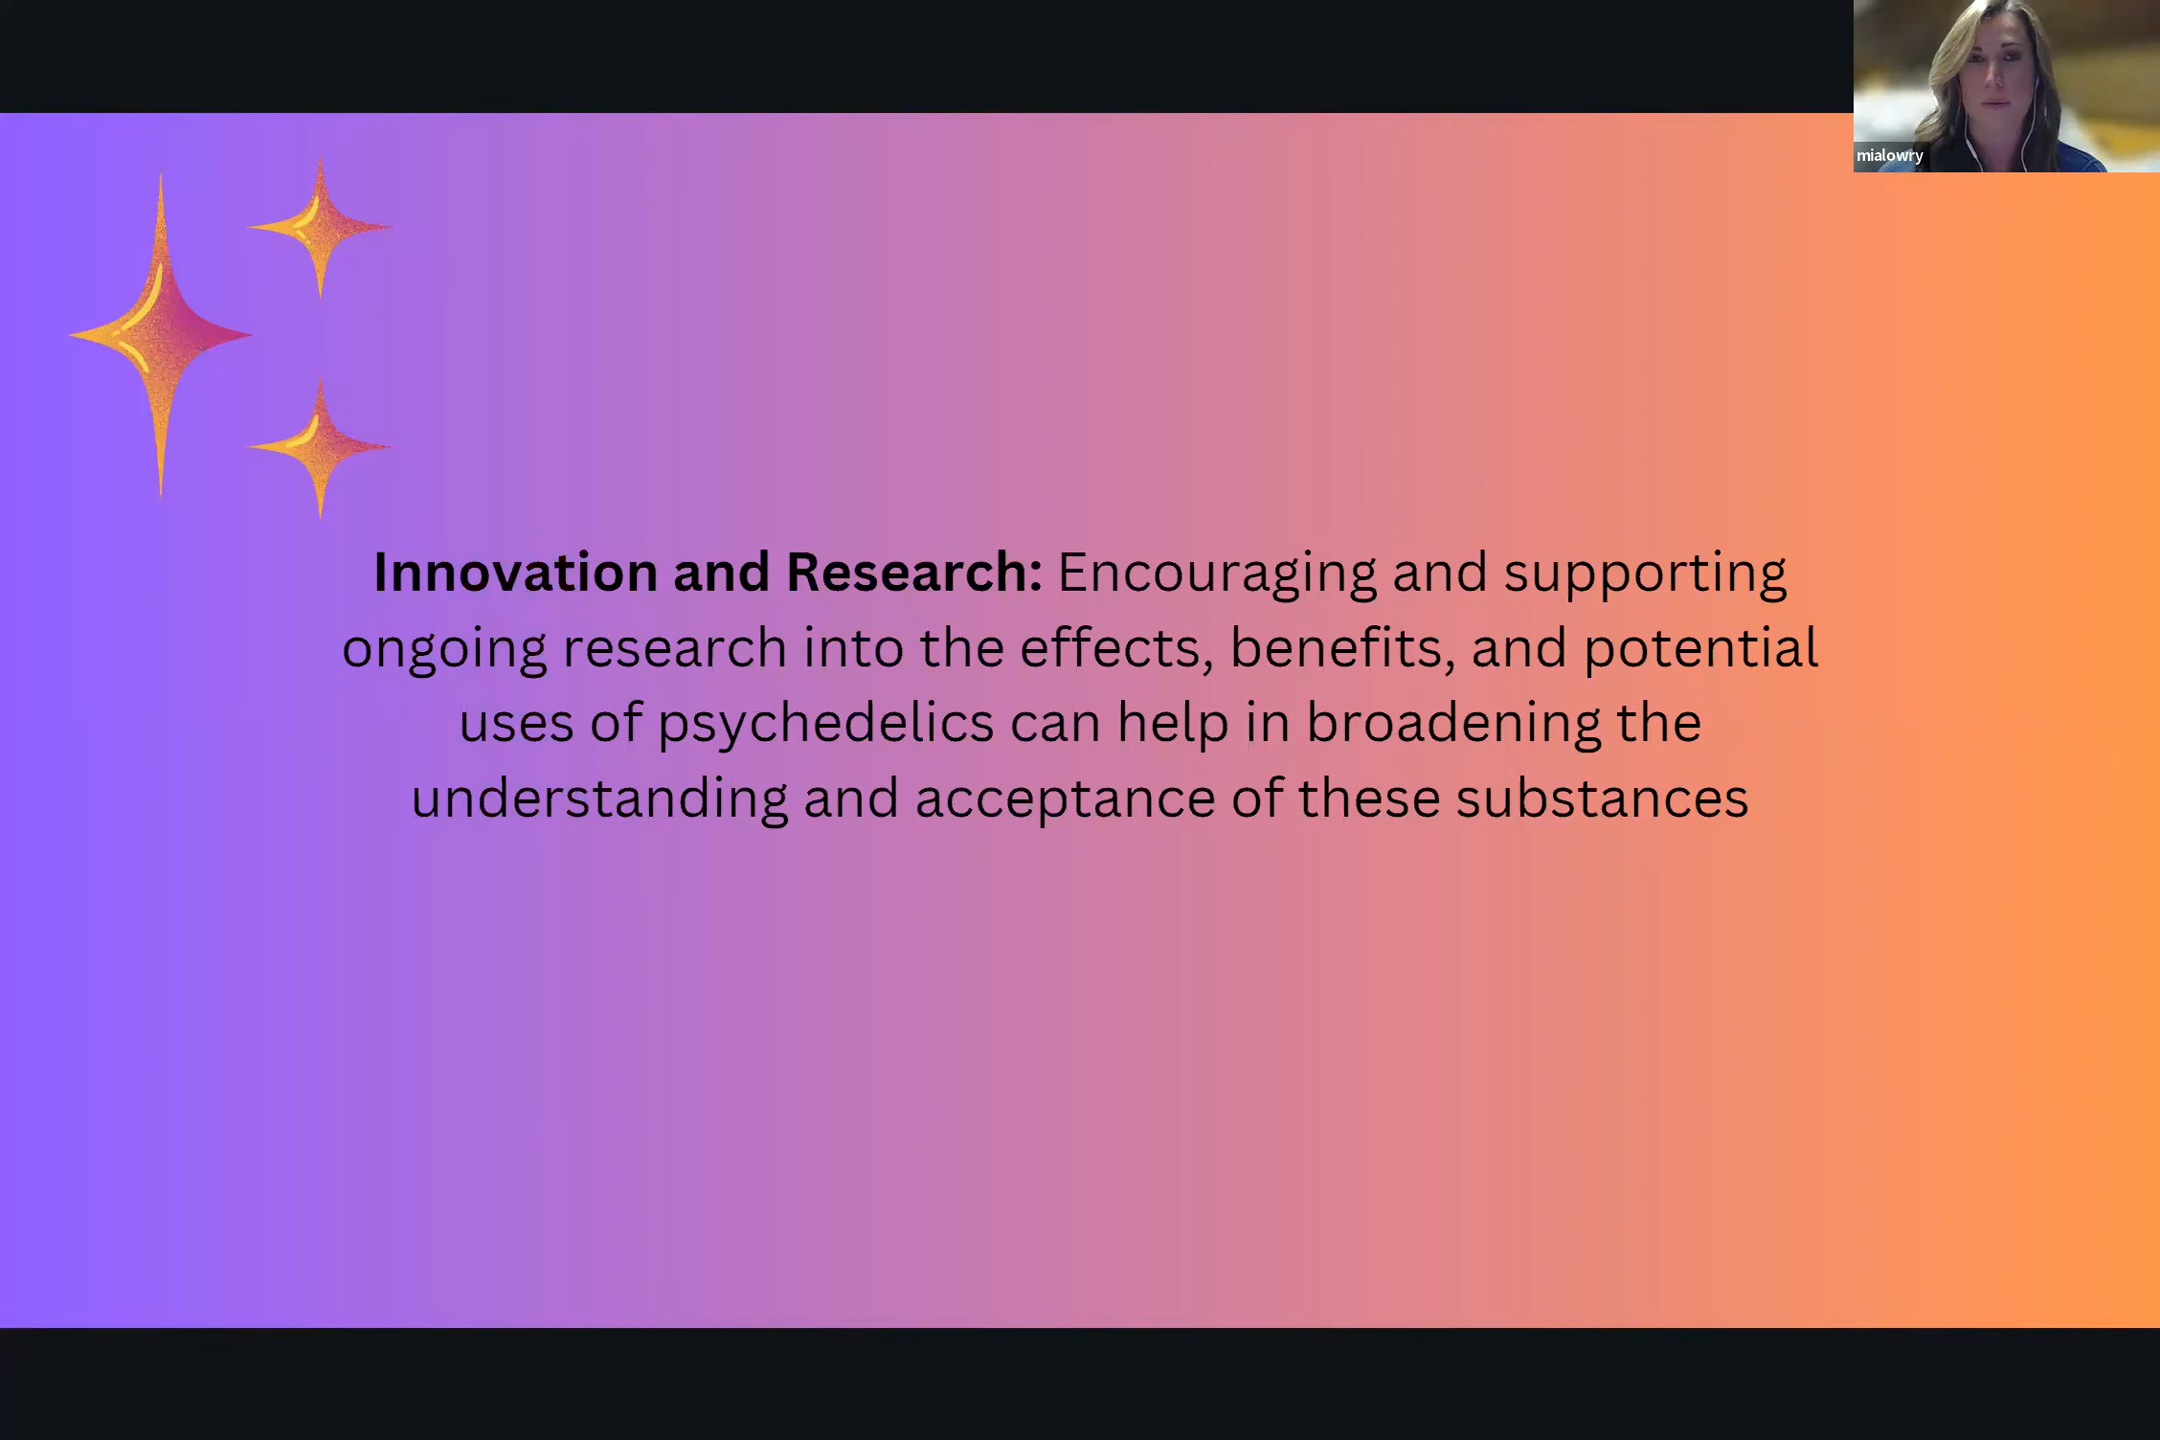 mialowry
Innovation and Research: Encouraging and supporting
ongoing research into the effects, benefits, and potential
uses of psychedelics can help in broadening the
understanding and acceptance of these substances